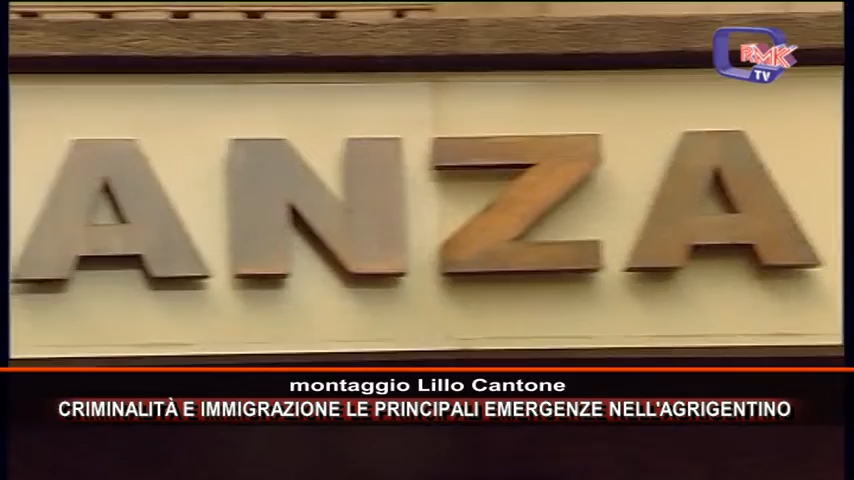 RMK
TV
ANZA
montaggio Lillo Cantone
CRIMINALITÀ E IMMIGRAZIONE LE PRINCIPALI EMERGENZE NELL'AGRIGENTINO